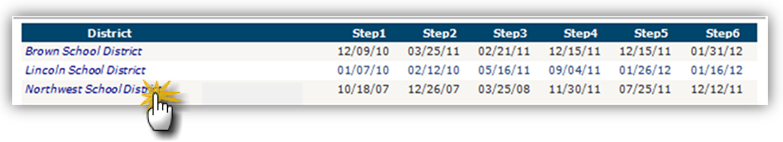 District Step1 Step2 Step3 Step4 Step5 Step6
Brown School District 12/09/10 03/25/11 02/21/11 12/15/11 12/15/11 01/31/12
Lincoln School District 01/07/10 02/12/10 05/16/11 09/04/11 01/26/12 01/16/12
Northwest School District 10/18/07 12/26/07 03/25/08 11/30/11 07/25/11 12/12/11